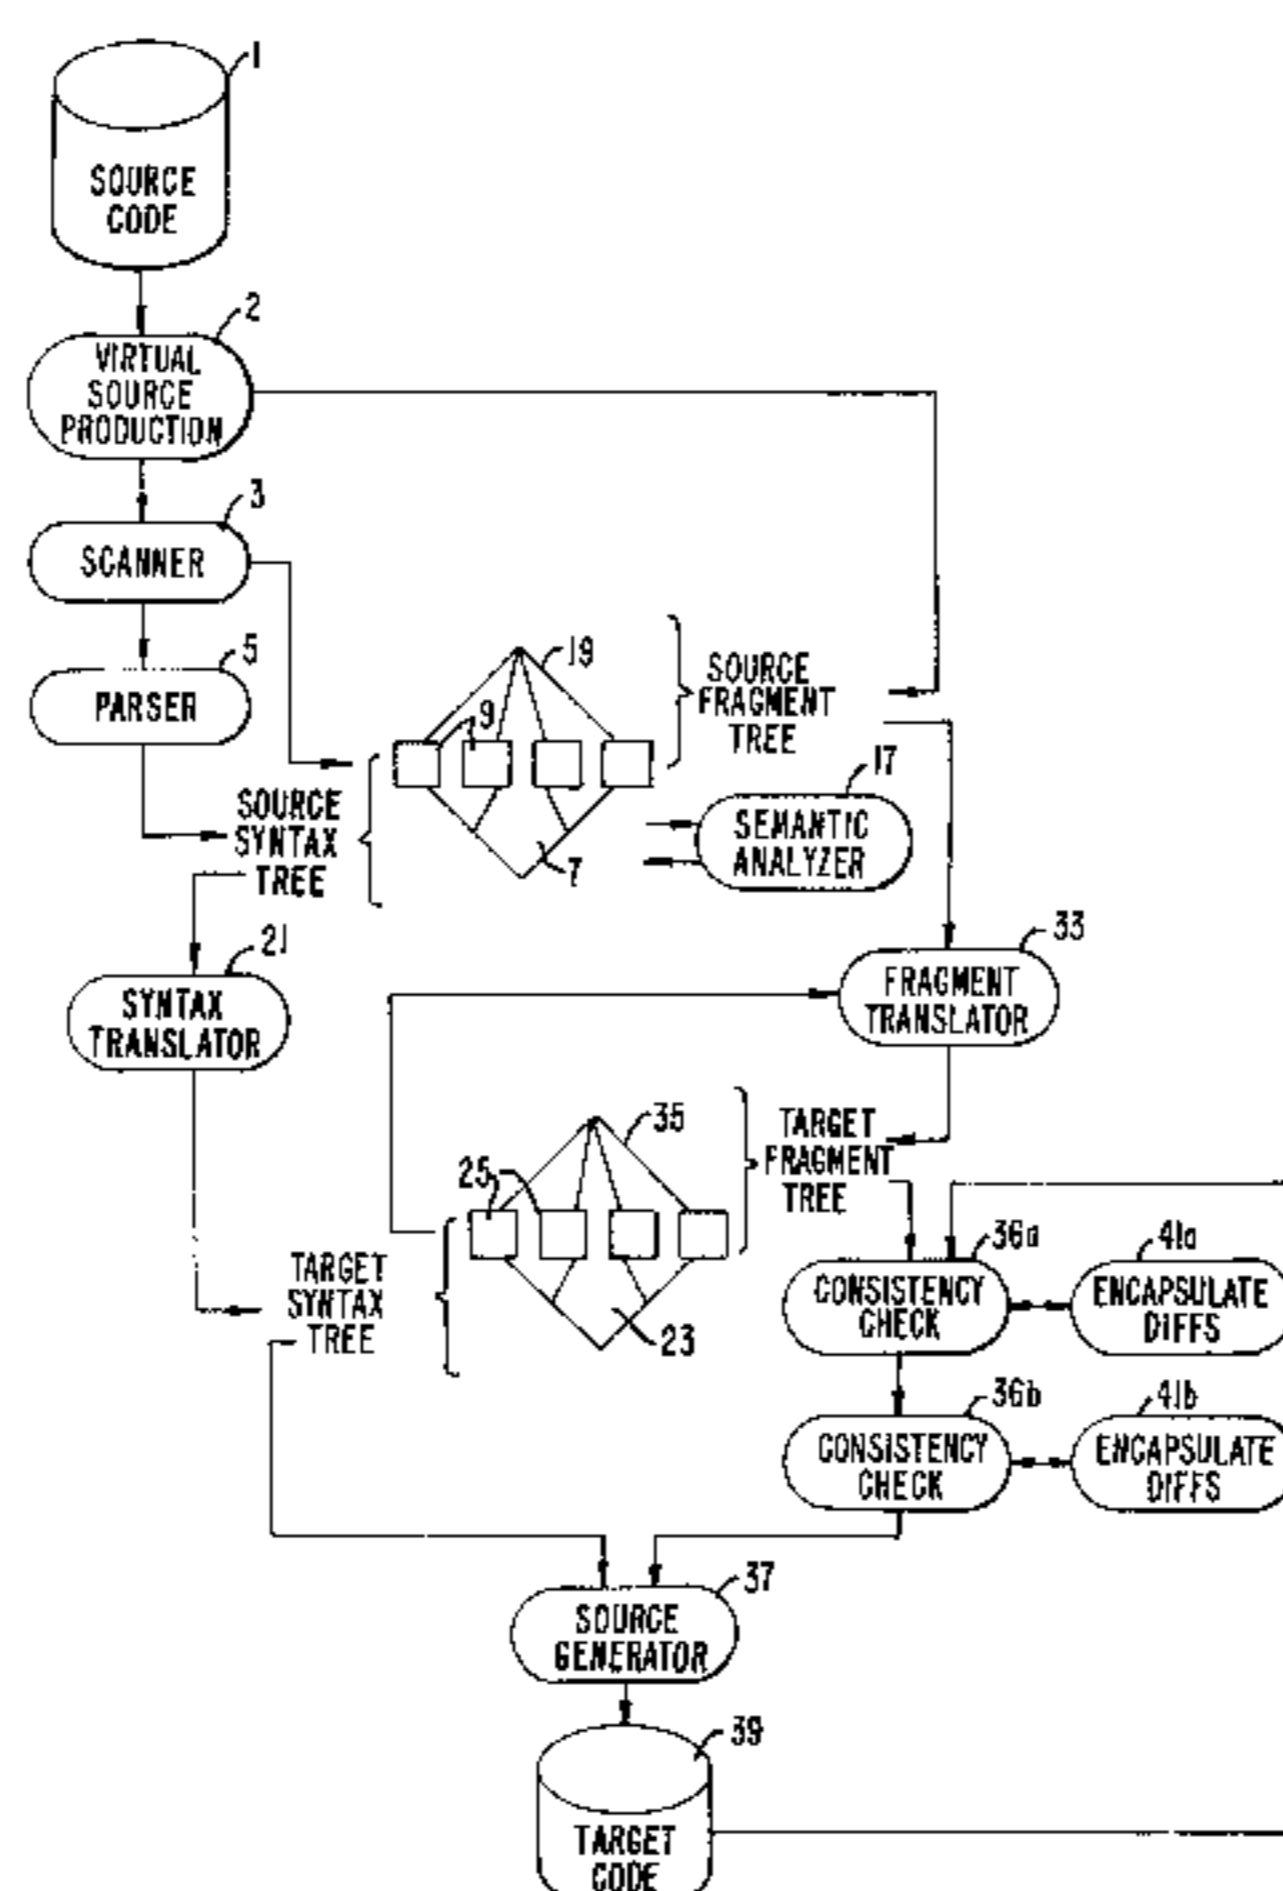 1
SOURCE
CODE
2
VIRTUAL
SOURCE
PRODUCTION
3
SCANNER
5
PARSER
19
9
SOURCE
FRAGMENT
TREE
SOURCE
SYNTAX
TREE
7
17
SEMANTIC
ANALYZER
21
SYNTAX
TRANSLATOR
33
FRAGMENT
TRANSLATOR
35
25
TARGET
FRAGMENT
TREE
TARGET
SYNTAX
TREE
23
36a
CONSISTENCY
CHECK
41a
ENCAPSULATE
DIFFS
36b
CONSISTENCY
CHECK
41b
ENCAPSULATE
DIFFS
37
SOURCE
GENERATOR
39
TARGET
CODE